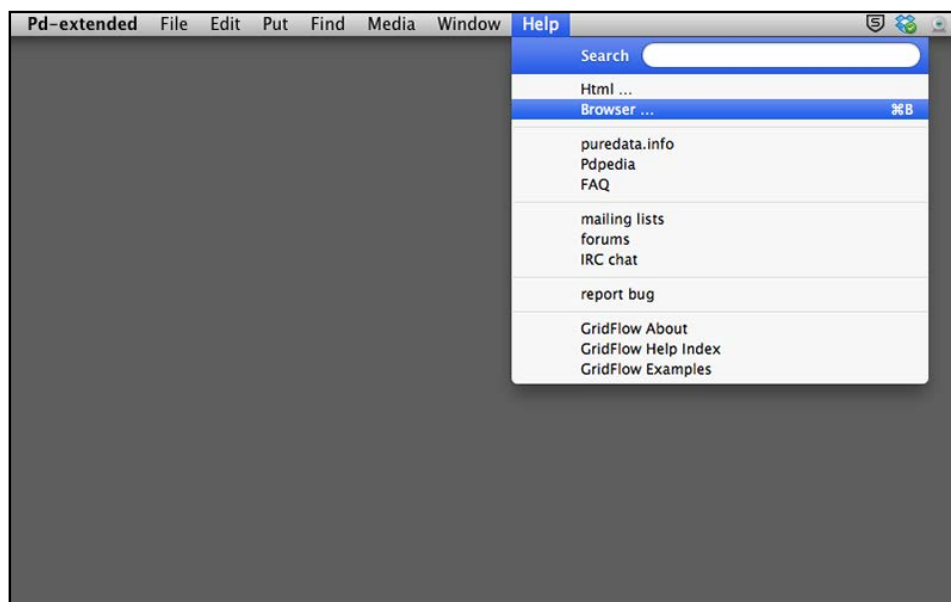 Pd-extended File Edit Put Find Media Window Help
Search
Html ...
Browser ... ⌘B
puredata.info
Pdpedia
FAQ
mailing lists
forums
IRC chat
report bug
GridFlow About
GridFlow Help Index
GridFlow Examples